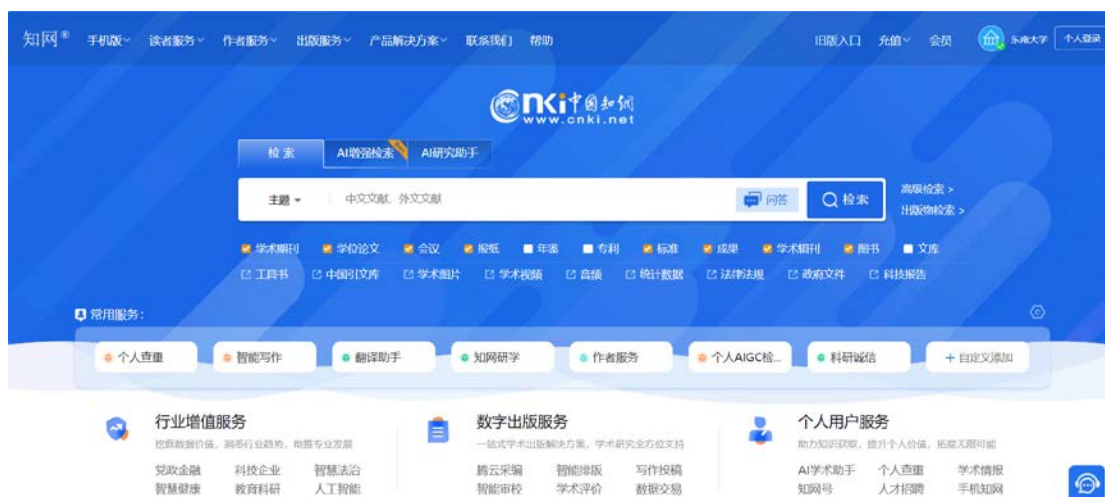 知网® 手机版 读者服务 作者服务 出版服务 产品解决方案 联系我们 帮助 旧版入口 充值 会员 东南大学 个人登录
cnki中国知网
www.cnki.net
检索 AI增强检索 AI研究助手
主题 中文文献、外文文献 问答 检索 高级检索 >
出版物检索 >
学术期刊 学位论文 会议 报纸 年鉴 专利 标准 成果 学术辑刊 图书 文库
工具书 中国引文库 学术图片 学术视频 音频 统计数据 法律法规 政府文件 科技报告
常用服务：
个人查重 智能写作 翻译助手 知网研学 作者服务 个人AIGC检... 科研诚信 + 自定义添加
行业增值服务 数字出版服务 个人用户服务
挖掘数据价值，洞悉行业趋势，助推专业发展 一站式学术出版解决方案，学术研究全方位支持 助力知识获取，提升个人价值，拓展无限可能
党政金融 科技企业 智慧法治 腾云采编 智能排版 写作投稿 AI学术助手 个人查重 学术情报
智慧健康 教育科研 人工智能 智能审校 学术评价 数据交易 知网号 人才招聘 手机知网